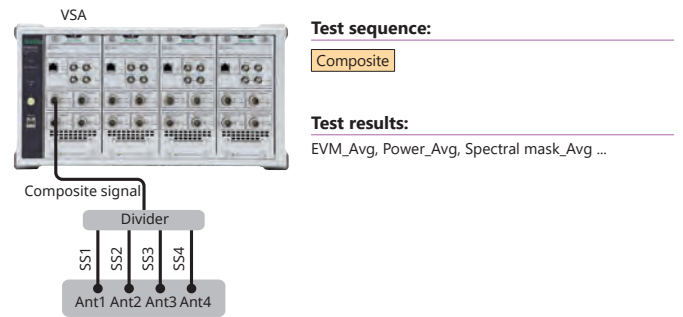 VSA
Test sequence:
Composite
Test results:
EVM_Avg, Power_Avg, Spectral mask_Avg ...
Composite signal
Divider
SS1 SS2 SS3 SS4
Ant1 Ant2 Ant3 Ant4